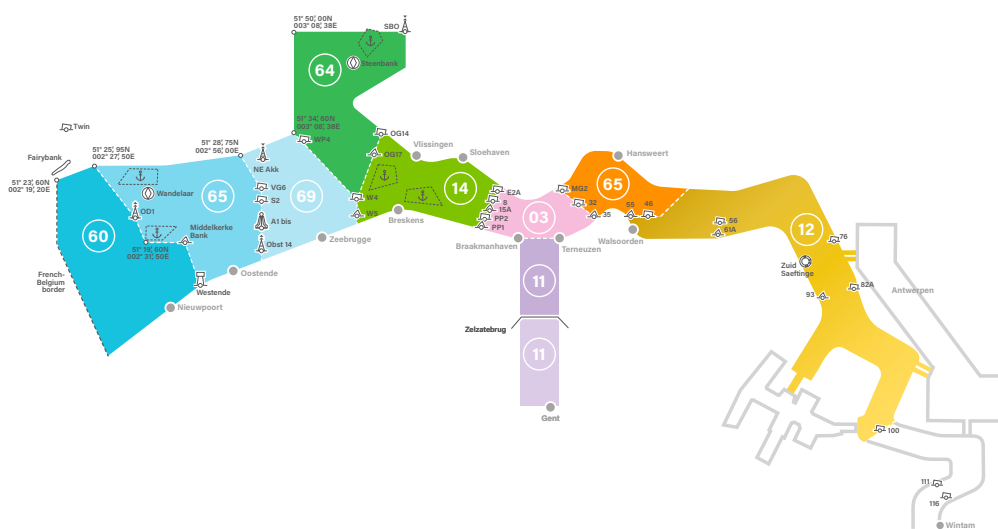 51° 50', 00N
003° 08', 38E
SBO
Steenbank
64
51° 34', 60N
003° 08', 38E
WP4
OG14
OG17
Vlissingen
Sloehaven
Twin
Fairybank
51° 25', 95N
002° 27', 50E
51° 28', 75N
002° 56', 00E
NE Akk
51° 23', 60N
002° 19', 20E
Wandelaar
65
VG6
S2
69
A1 bis
OD1
Middelkerke
Bank
Obst 14
60
51° 19', 60N
002° 31', 50E
French-
Belgium
border
Westende
Oostende
Nieuwpoort
Zeebrugge
W4
W5
Breskens
14
E2A
8
15A
PP2
PP1
03
Braakmanhaven
Terneuzen
MG2
32
35
65
Hansweert
55
46
Walsoorden
56
61A
12
76
Zuid
Saeftinge
93
82A
Antwerpen
11
Zelzatebrug
11
Gent
100
111
116
Wintam